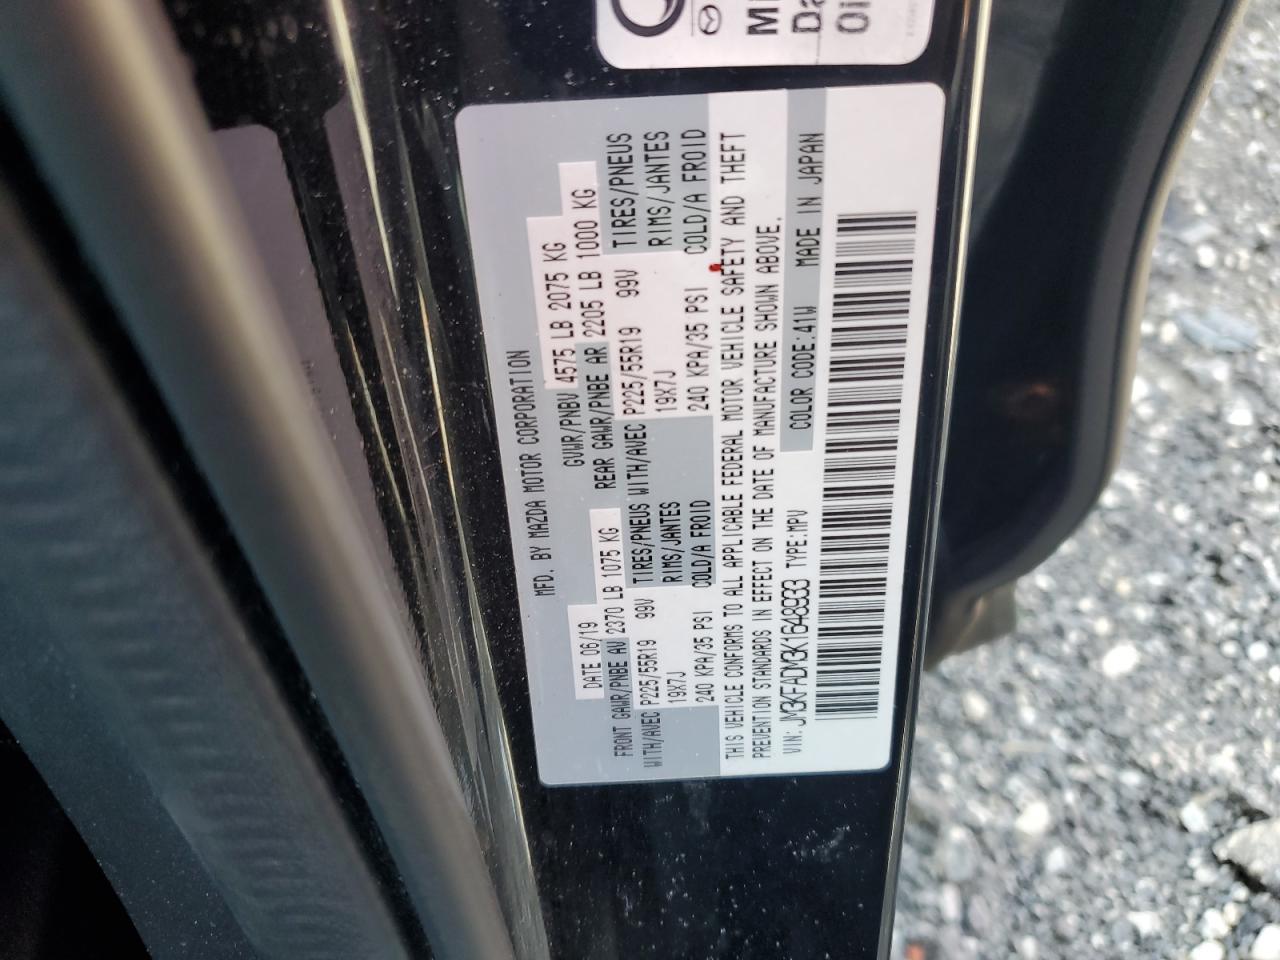 Mi
Da
Oi
MFD. BY MAZDA MOTOR CORPORATION
DATE 06/19 GVWR/PNBV 4575 LB 2075 KG
FRONT GAWR/PNBE AV 2370 LB 1075 KG REAR GAWR/PNBE AR 2205 LB 1000 KG
WITH/AVEC P225/55R19 99V TIRES/PNEUS WITH/AVEC P225/55R19 99V TIRES/PNEUS
19X7J RIMS/JANTES 19X7J RIMS/JANTES
240 KPA/35 PSI COLD/A FROID 240 KPA/35 PSI COLD/A FROID
THIS VEHICLE CONFORMS TO ALL APPLICABLE FEDERAL MOTOR VEHICLE SAFETY AND THEFT
PREVENTION STANDARDS IN EFFECT ON THE DATE OF MANUFACTURE SHOWN ABOVE.
VIN: JM3KFADM3K1648933 TYPE:MPV COLOR CODE:41W MADE IN JAPAN